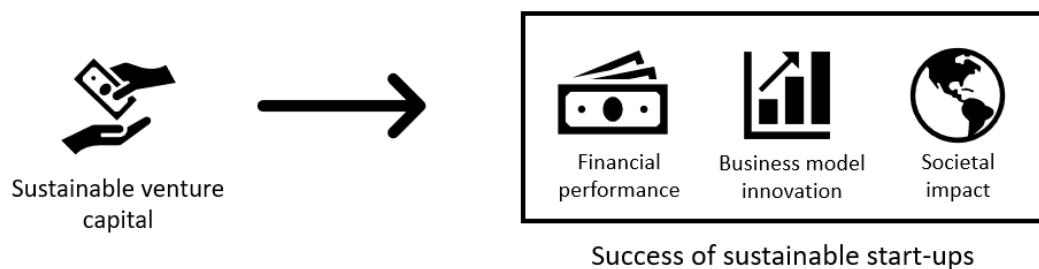 Sustainable venture
capital
Financial
performance
Business model
innovation
Societal
impact
Success of sustainable start-ups